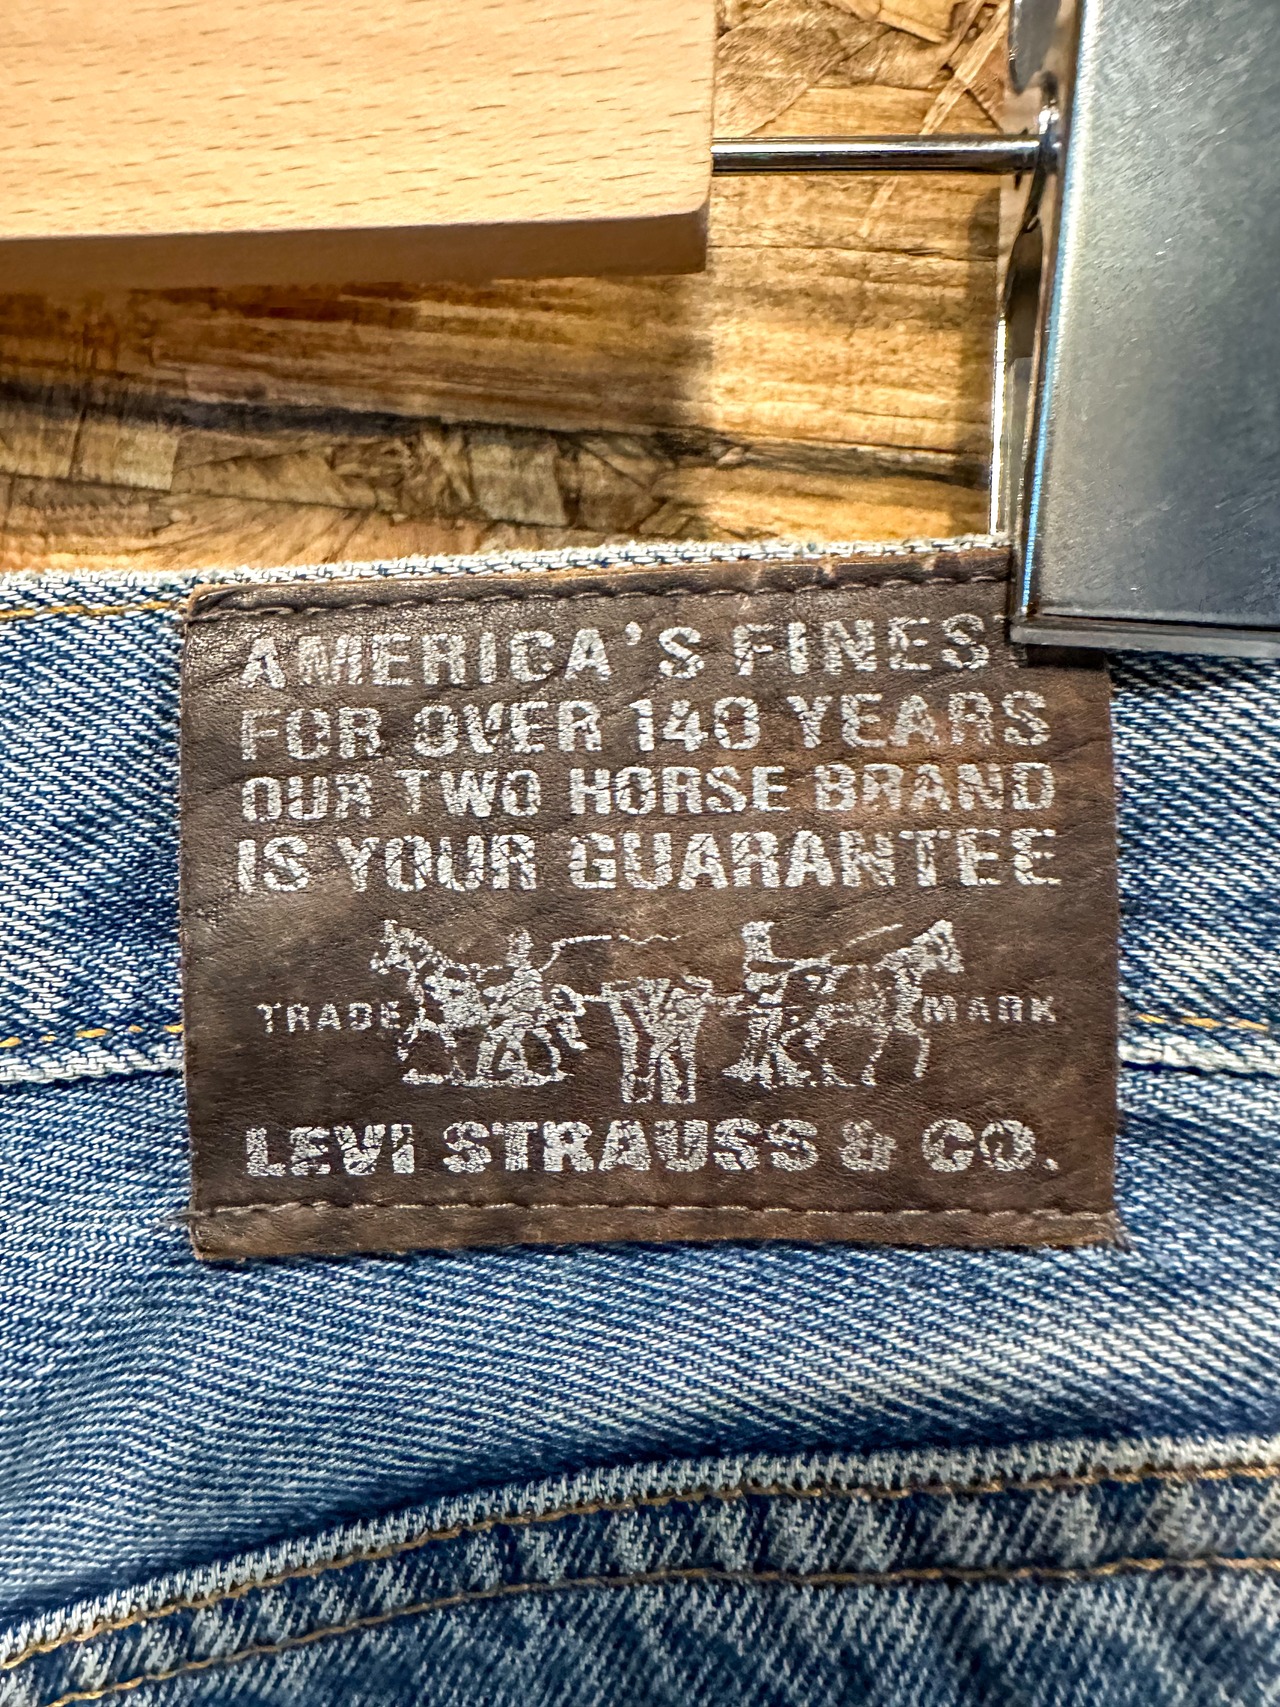 AMERICA'S FINES
FOR OVER 140 YEARS
OUR TWO HORSE BRAND
IS YOUR GUARANTEE
TRADE MARK
LEVI STRAUSS & CO.